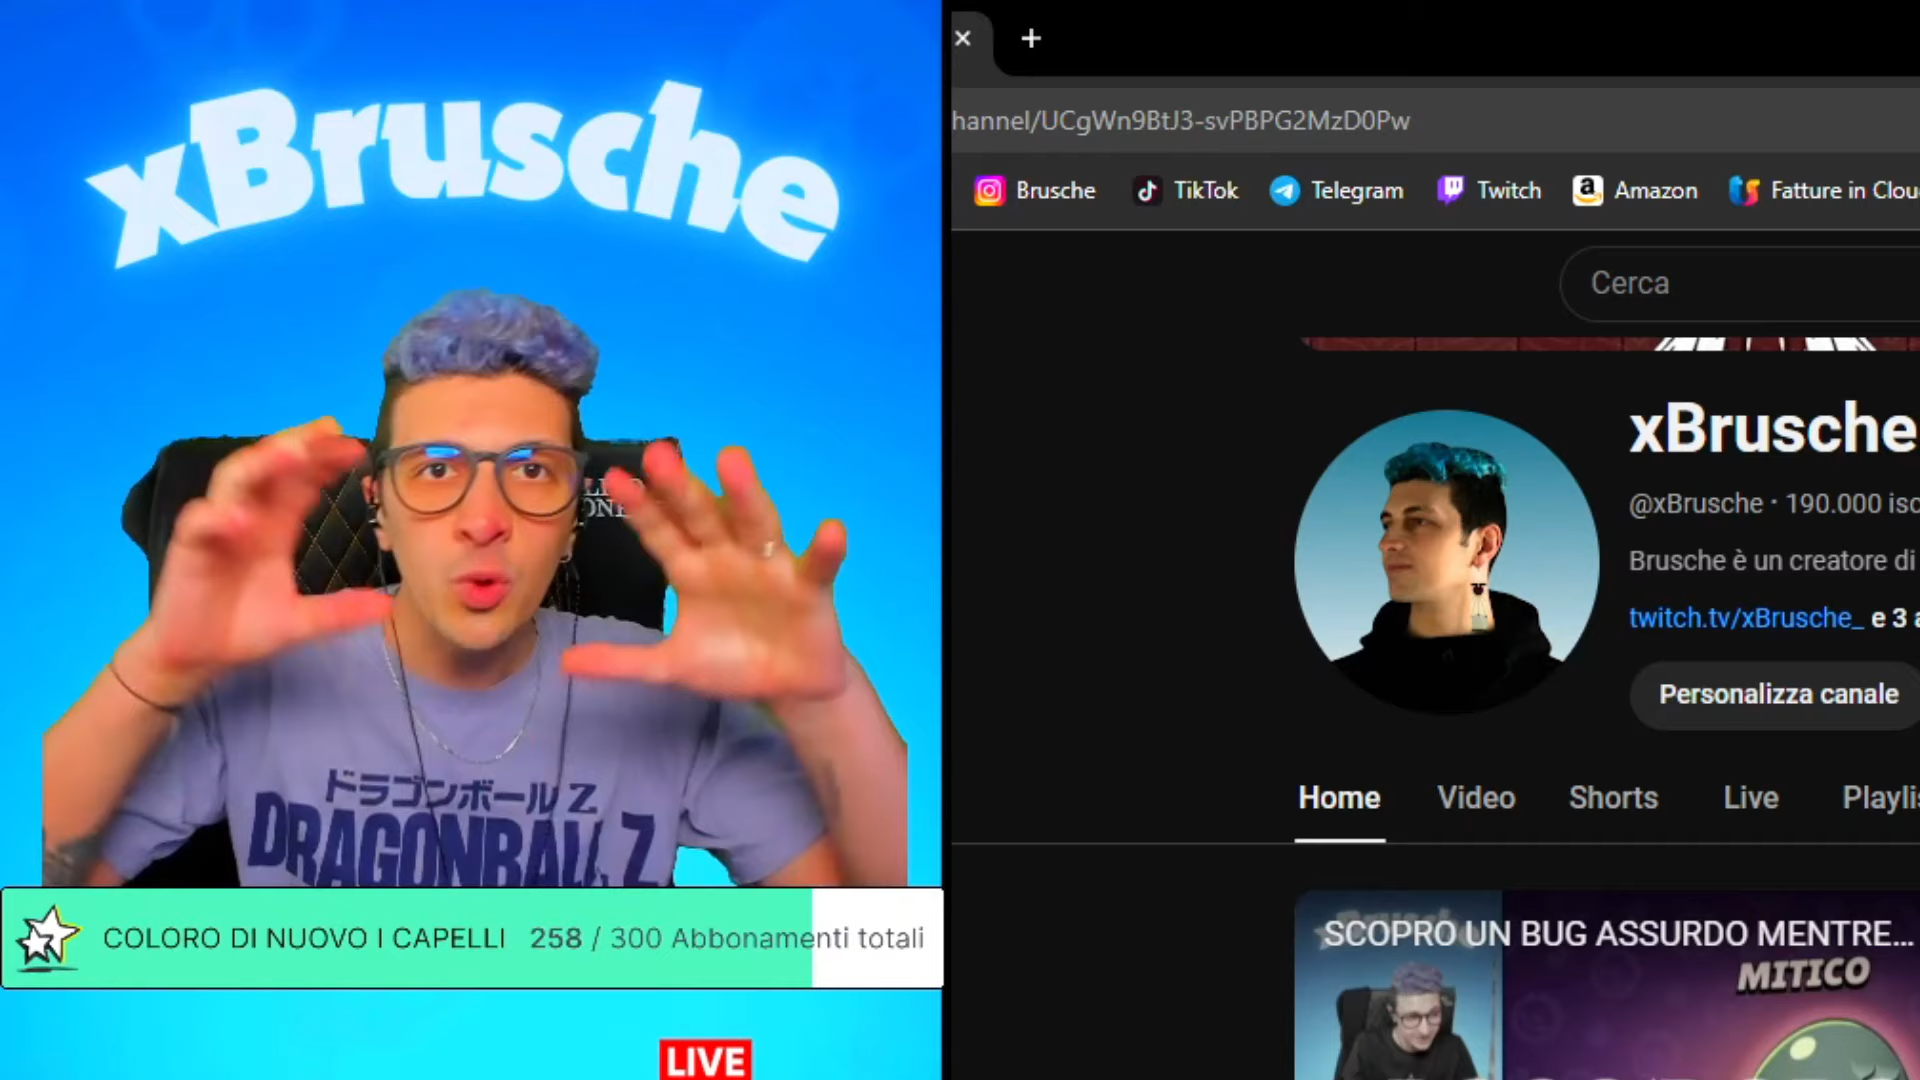 xBrusche
ドラゴンボールZ
DRAGONBALL Z
COLORO DI NUOVO I CAPELLI 258 / 300 Abbonamenti totali
LIVE
hannel/UCgWn9BtJ3-svPBPG2MzD0Pw
Brusche TikTok Telegram Twitch Amazon Fatture in Clou
Cerca
xBrusche
@xBrusche · 190.000 isc
Brusche è un creatore di
twitch.tv/xBrusche_ e 3 a
Personalizza canale
Home Video Shorts Live Playlis
SCOPRO UN BUG ASSURDO MENTRE...
MITICO